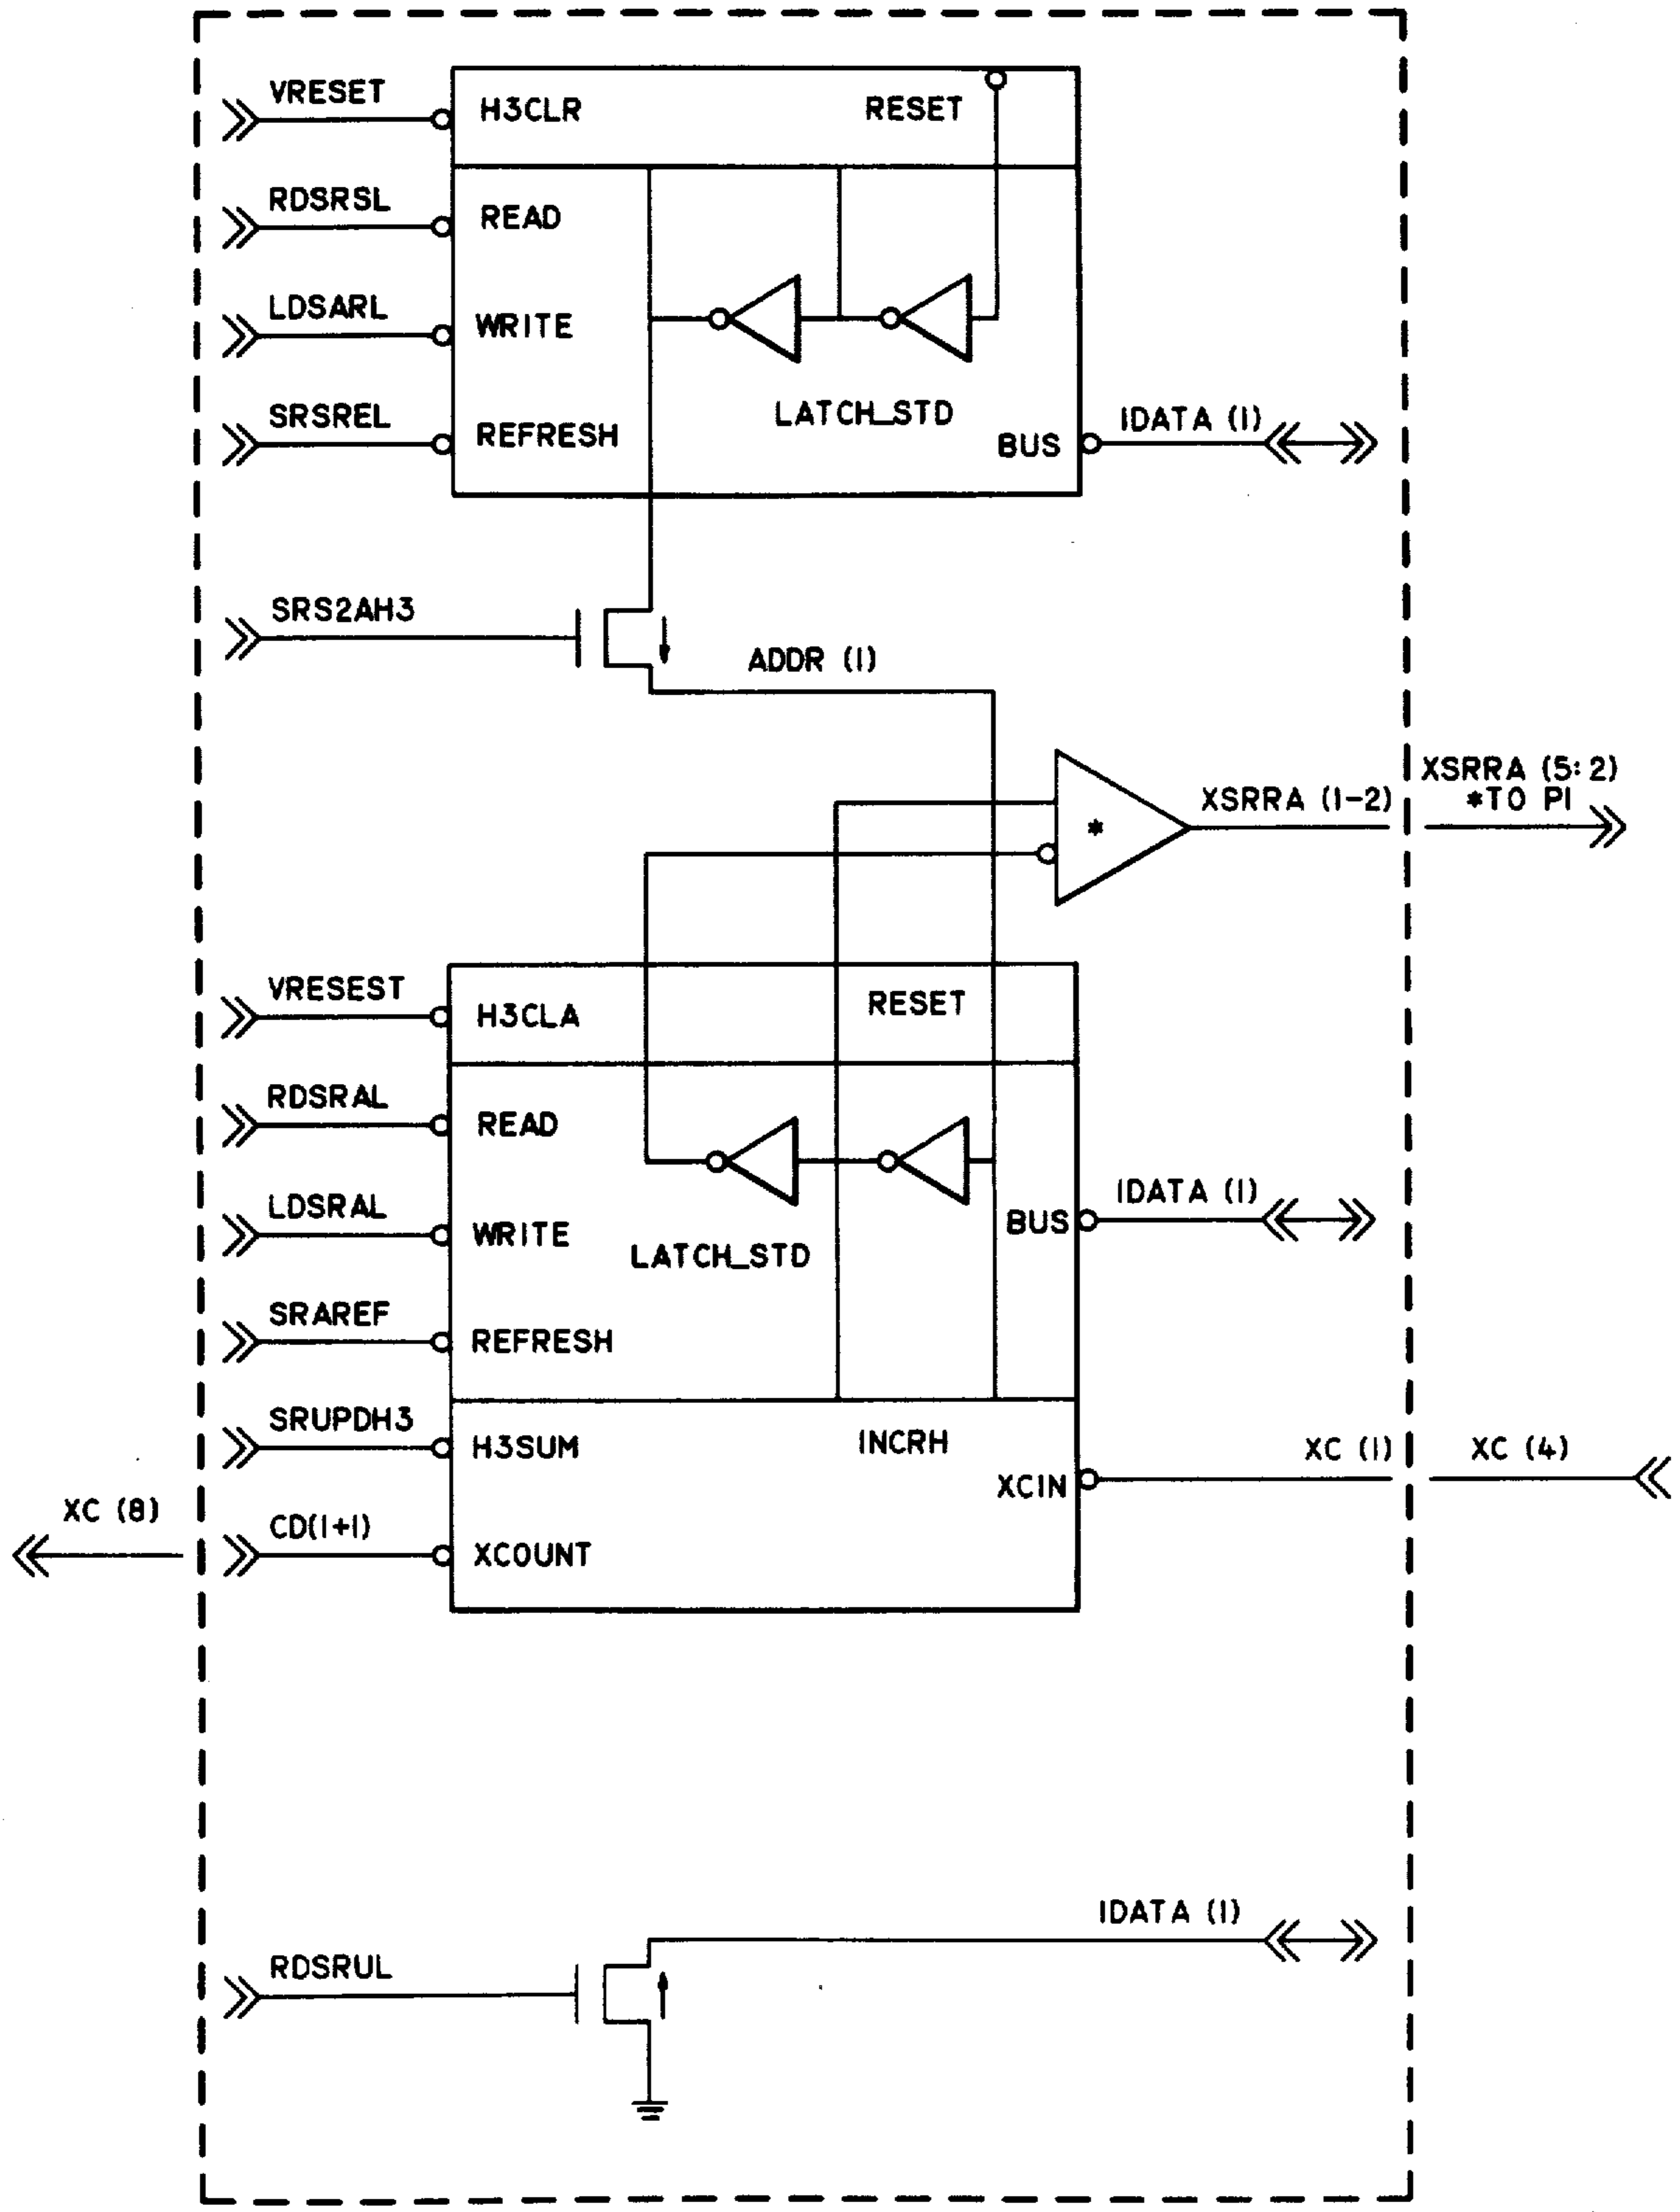 VRESET
H3CLR
RESET
RDSRSL
READ
LDSARL
WRITE
SRSREL
REFRESH
LATCH_STD
BUS
IDATA (I)
SRS2AH3
ADDR (I)
XSRRA (I-2)
XSRRA (5:2)
*TO PI
*
VRESEST
H3CLA
RESET
RDSRAL
READ
LDSRAL
WRITE
LATCH_STD
BUS
IDATA (I)
SRAREF
REFRESH
SRUPDH3
H3SUM
INCRH
XCIN
XC (I)
XC (4)
XC (8)
CD(I+I)
XCOUNT
IDATA (I)
RDSRUL